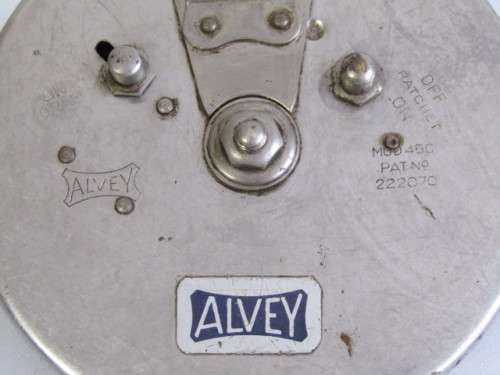 OFF
RATCHET
ON
MOD 450
PAT. NO
222070
ALVEY
ALVEY